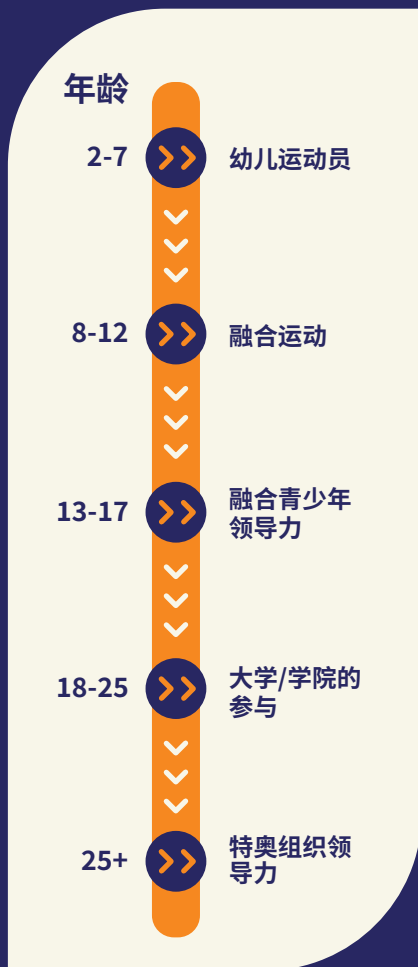 年龄
2-7
幼儿运动员
8-12
融合运动
13-17
融合青少年
领导力
18-25
大学/学院的
参与
25+
特奥组织领
导力